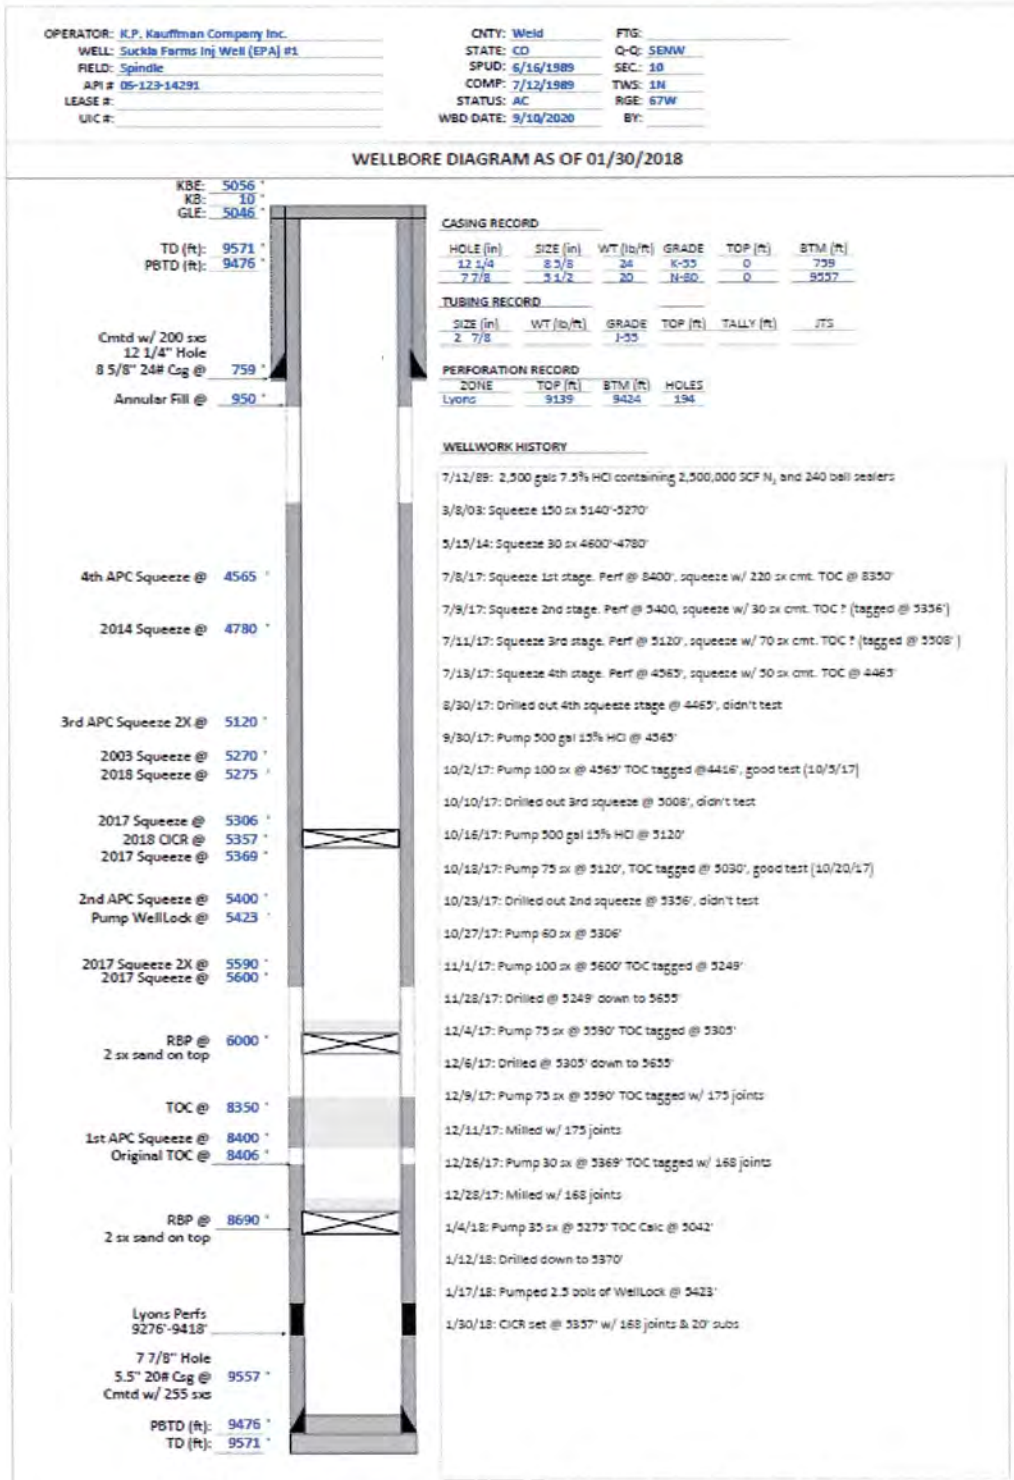 OPERATOR: K.P. Kauffman Company Inc. CNTY: Weld FTG:
WELL: Suckla Farms Inj Well (EPA) #1 STATE: CO Q-Q: SENW
FIELD: Spindle SPUD: 6/16/1989 SEC: 10
API # 05-123-14291 COMP: 7/12/1989 TWS: 1N
LEASE #: STATUS: AC RGE: 67W
UIC #: WBD DATE: 9/10/2020 BY:
WELLBORE DIAGRAM AS OF 01/30/2018
KBE: 5056 '
KB: 10 '
GLE: 5046 '
TD (ft): 9571 '
PBTD (ft): 9476 '
Cmtd w/ 200 sxs
12 1/4" Hole
8 5/8" 24# Csg @ 759 '
Annular Fill @ 950 '
4th APC Squeeze @ 4565 '
2014 Squeeze @ 4780 '
3rd APC Squeeze 2X @ 5120 '
2003 Squeeze @ 5270 '
2018 Squeeze @ 5275 '
2017 Squeeze @ 5306 '
2018 CICR @ 5357 '
2017 Squeeze @ 5369 '
2nd APC Squeeze @ 5400 '
Pump WellLock @ 5423 '
2017 Squeeze 2X @ 5590 '
2017 Squeeze @ 5600 '
RBP @ 6000 '
2 sx sand on top
TOC @ 8350 '
1st APC Squeeze @ 8400 '
Original TOC @ 8406 '
RBP @ 8690 '
2 sx sand on top
Lyons Perfs
9276'-9418'
7 7/8" Hole
5.5" 20# Csg @ 9557 '
Cmtd w/ 255 sxs
PBTD (ft): 9476 '
TD (ft): 9571 '
CASING RECORD
HOLE (in) SIZE (in) WT (lb/ft) GRADE TOP (ft) BTM (ft)
12 1/4 8 5/8 24 K-55 0 759
7 7/8 5 1/2 20 N-80 0 9557
TUBING RECORD
SIZE (in) WT (lb/ft) GRADE TOP (ft) TALLY (ft) JTS
2 7/8 J-55
PERFORATION RECORD
ZONE TOP (ft) BTM (ft) HOLES
Lyons 9139 9424 194
WELLWORK HISTORY
7/12/89: 2,500 gals 7.5% HCl containing 2,500,000 SCF N₂ and 240 ball sealers
3/8/03: Squeeze 150 sx 5140'-5270'
5/15/14: Squeeze 30 sx 4600'-4780'
7/8/17: Squeeze 1st stage. Perf @ 8400', squeeze w/ 220 sx cmt. TOC @ 8350'
7/9/17: Squeeze 2nd stage. Perf @ 5400, squeeze w/ 30 sx cmt. TOC ? (tagged @ 5356')
7/11/17: Squeeze 3rd stage. Perf @ 5120', squeeze w/ 70 sx cmt. TOC ? (tagged @ 5508' )
7/13/17: Squeeze 4th stage. Perf @ 4565', squeeze w/ 50 sx cmt. TOC @ 4465'
8/30/17: Drilled out 4th squeeze stage @ 4465', didn't test
9/30/17: Pump 500 gal 15% HCl @ 4565'
10/2/17: Pump 100 sx @ 4565' TOC tagged @4416', good test (10/5/17)
10/10/17: Drilled out 3rd squeeze @ 5008', didn't test
10/16/17: Pump 500 gal 15% HCl @ 5120'
10/18/17: Pump 75 sx @ 5120', TOC tagged @ 5030', good test (10/20/17)
10/23/17: Drilled out 2nd squeeze @ 5356', didn't test
10/27/17: Pump 60 sx @ 5306'
11/1/17: Pump 100 sx @ 5600' TOC tagged @ 5249'
11/28/17: Drilled @ 5249' down to 5655'
12/4/17: Pump 75 sx @ 5590' TOC tagged @ 5305'
12/6/17: Drilled @ 5305' down to 5655'
12/9/17: Pump 75 sx @ 5590' TOC tagged w/ 175 joints
12/11/17: Milled w/ 175 joints
12/26/17: Pump 30 sx @ 5369' TOC tagged w/ 168 joints
12/28/17: Milled w/ 168 joints
1/4/18: Pump 35 sx @ 5275' TOC Calc @ 5042'
1/12/18: Drilled down to 5370'
1/17/18: Pumped 2.5 bbls of WellLock @ 5423'
1/30/18: CICR set @ 5357' w/ 168 joints & 20' subs